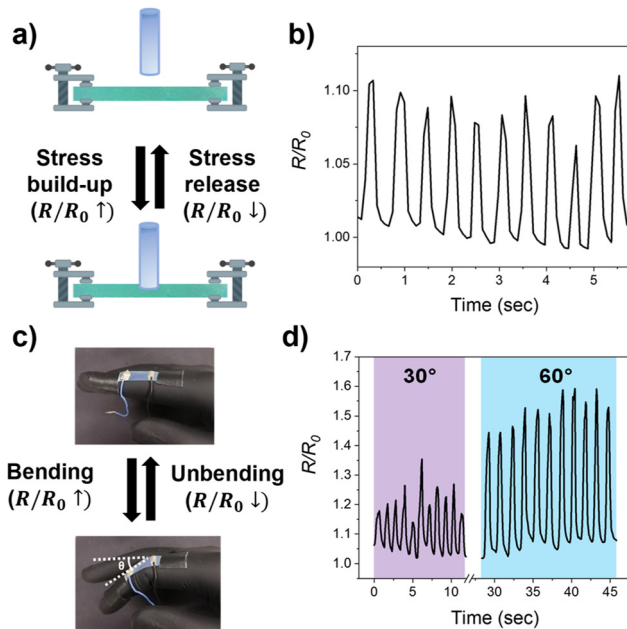 a)
Stress
build-up
(R/R₀ ↑)
Stress
release
(R/R₀ ↓)
b)
R/R₀
1.10
1.05
1.00
0 1 2 3 4 5
Time (sec)
c)
Bending
(R/R₀ ↑)
Unbending
(R/R₀ ↓)
θ
d)
30°
60°
R/R₀
1.7
1.6
1.5
1.4
1.3
1.2
1.1
1.0
0 5 10 30 35 40 45
Time (sec)